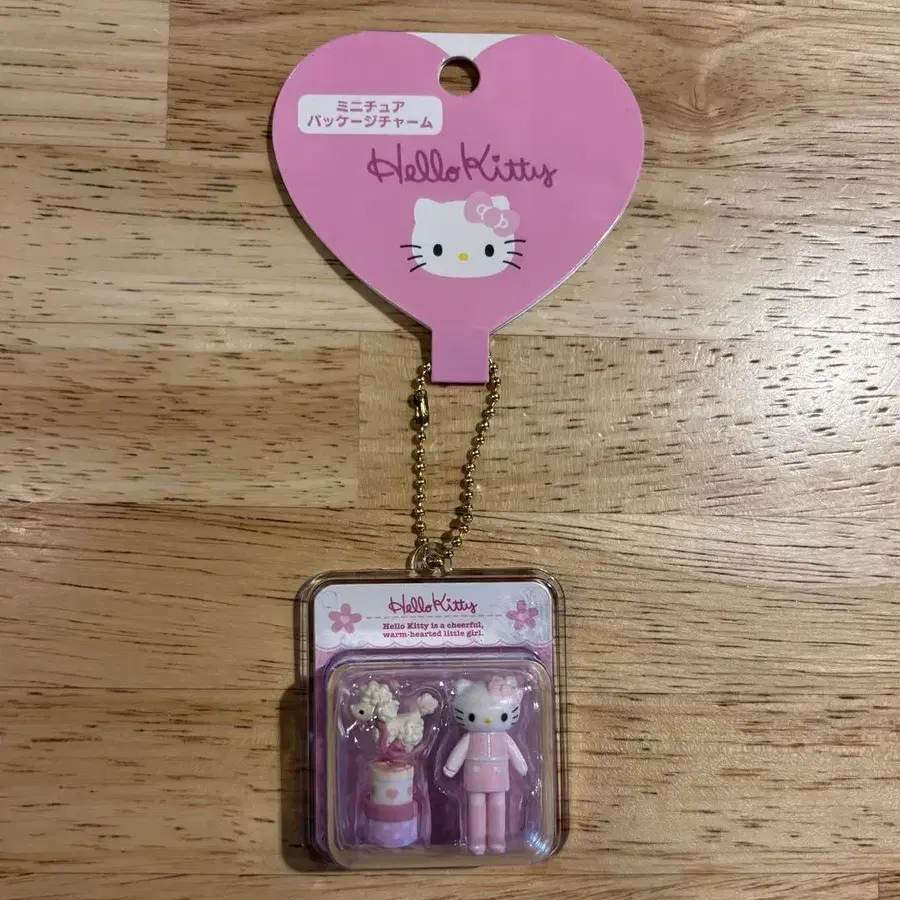 ミニチュア
パッケージチャーム
Hello Kitty
Hello Kitty
Hello Kitty is a cheerful,
warm-hearted little girl.